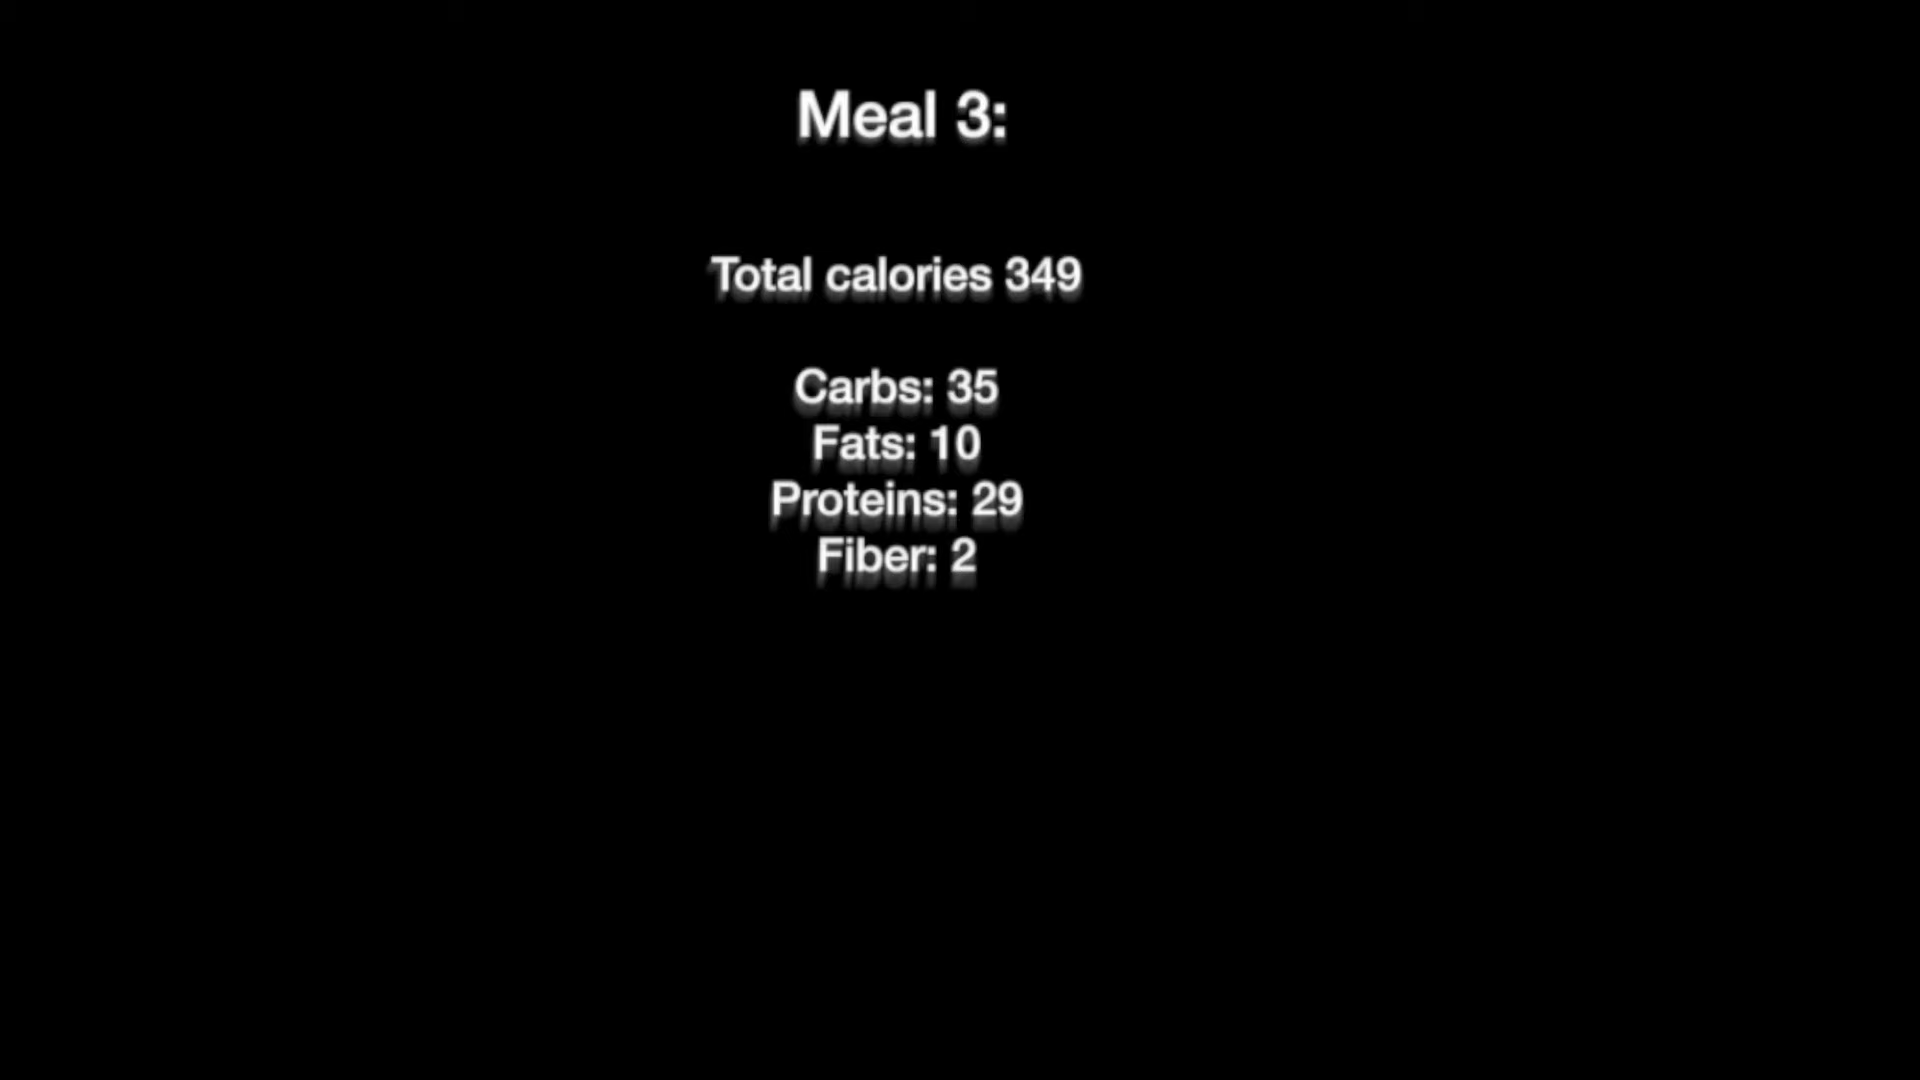 Meal 3:
Total calories 349
Carbs: 35
Fats: 10
Proteins: 29
Fiber: 2